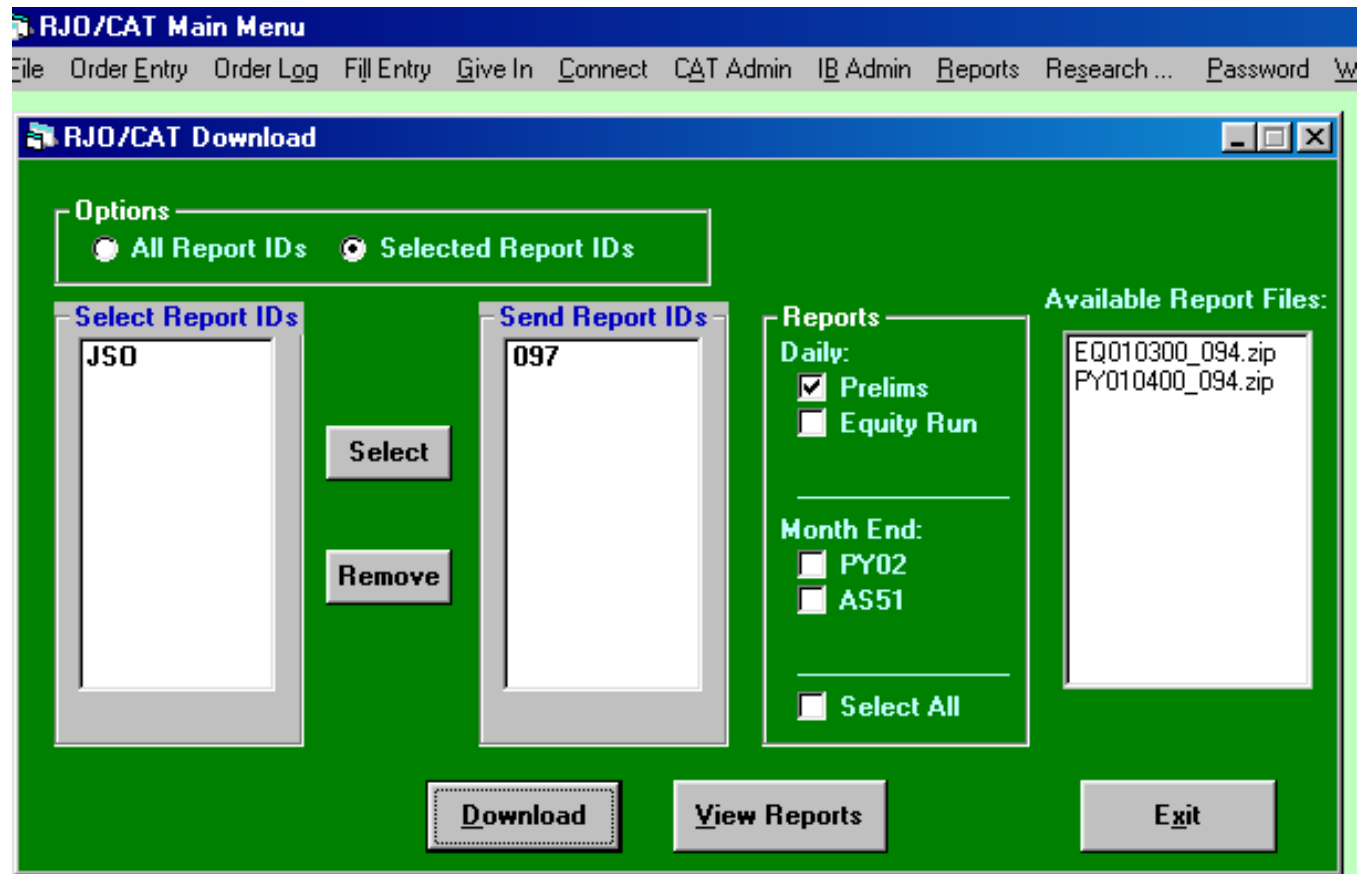 RJO/CAT Main Menu
File Order Entry Order Log Fill Entry Give In Connect CAT Admin IB Admin Reports Research ... Password W
RJO/CAT Download
Options
All Report IDs Selected Report IDs
Select Report IDs
JSO
Select
Remove
Send Report IDs
097
Reports
Daily:
Prelims
Equity Run
Month End:
PY02
AS51
Select All
Available Report Files:
EQ010300_094.zip
PY010400_094.zip
Download View Reports Exit